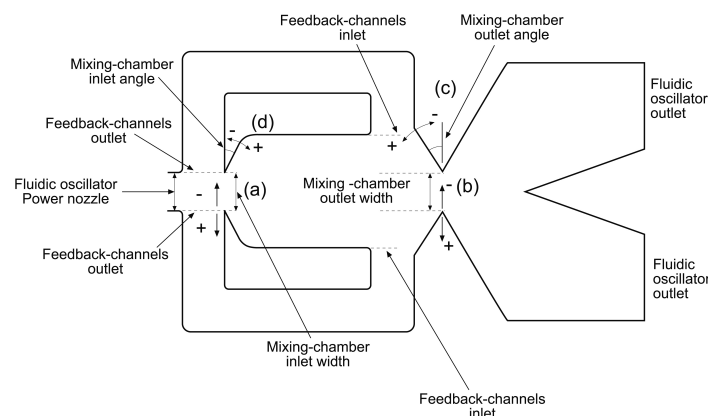 Feedback-channels
inlet
Mixing-chamber
outlet angle
Mixing-chamber
inlet angle
(c)
-
Fluidic
oscillator
outlet
(d)
-
+
+
Feedback-channels
outlet
Fluidic oscillator
Power nozzle
-
(a)
Mixing -chamber
outlet width
-
(b)
+
+
Feedback-channels
outlet
Fluidic
oscillator
outlet
Mixing-chamber
inlet width
Feedback-channels
inlet